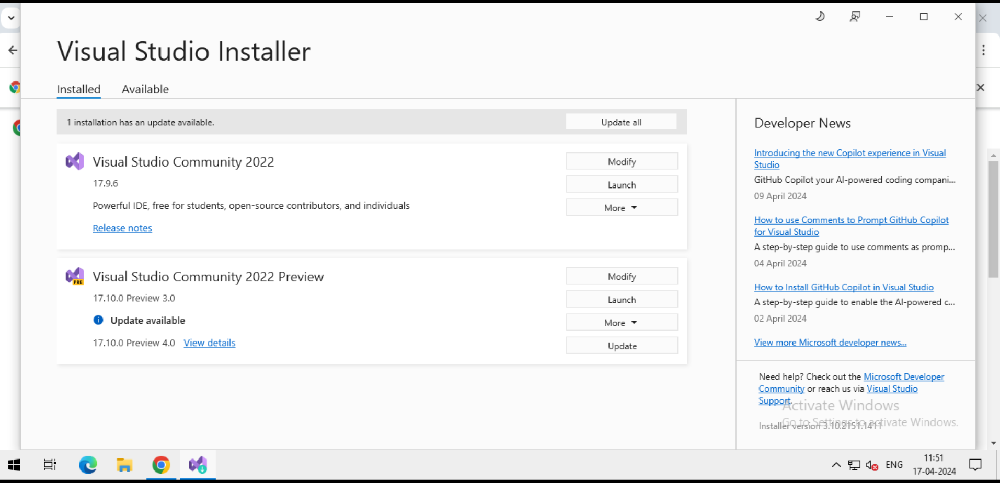 Visual Studio Installer
Installed Available
1 installation has an update available. Update all
Visual Studio Community 2022
17.9.6
Powerful IDE, free for students, open-source contributors, and individuals
Release notes
Modify
Launch
More
PRE
Visual Studio Community 2022 Preview
17.10.0 Preview 3.0
Update available
17.10.0 Preview 4.0 View details
Modify
Launch
More
Update
Developer News
Introducing the new Copilot experience in Visual
Studio
GitHub Copilot your AI-powered coding compani...
09 April 2024
How to use Comments to Prompt GitHub Copilot
for Visual Studio
A step-by-step guide to use comments as promp...
04 April 2024
How to Install GitHub Copilot in Visual Studio
A step-by-step guide to enable the AI-powered c...
02 April 2024
View more Microsoft developer news...
Need help? Check out the Microsoft Developer
Community or reach us via Visual Studio
Support.
Activate Windows
Go to Settings to activate Windows.
Installer version 3.10.2151.1411
ENG
11:51
17-04-2024